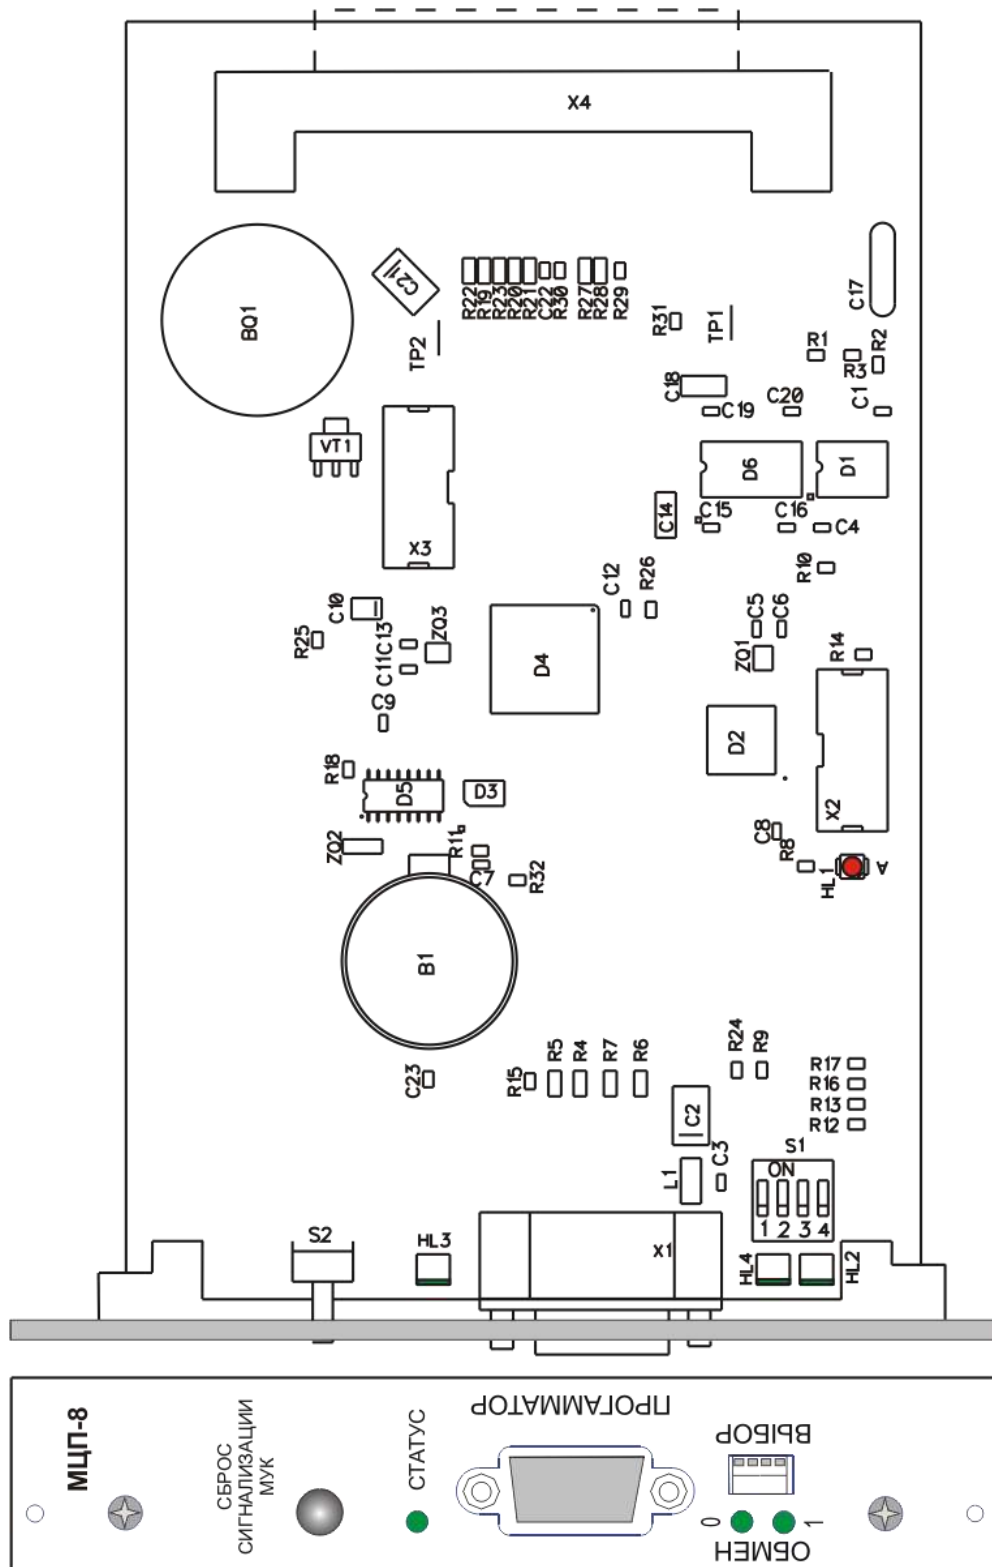 X4
BQ1
C21
TP2
R22
R19
R23
R20
R21
C22
R30
R27
R28
R29
R31
TP1
C17
R1
R3
R2
C18
C19
C20
C1
VT1
X3
D6
D1
C14
C15
C16
C4
R10
C10
R25
C11
C13
ZQ3
C12
R26
C5
C6
ZQ1
R14
D4
C9
D2
X2
R18
D5
D3
ZQ2
R11
C7
R32
C8
R8
HL1
A
B1
C23
R15
R5
R4
R7
R6
R24
R9
R17
R16
R13
R12
C2
L1
C3
S1
ON
1 2 3 4
S2
HL3
X1
HL4
HL2
МЦП-8
СБРОС
СИГНАЛИЗАЦИИ
МУК
СТАТУС
ПРОГРАММАТОР
ВЫБОР
0
1
ОБМЕН